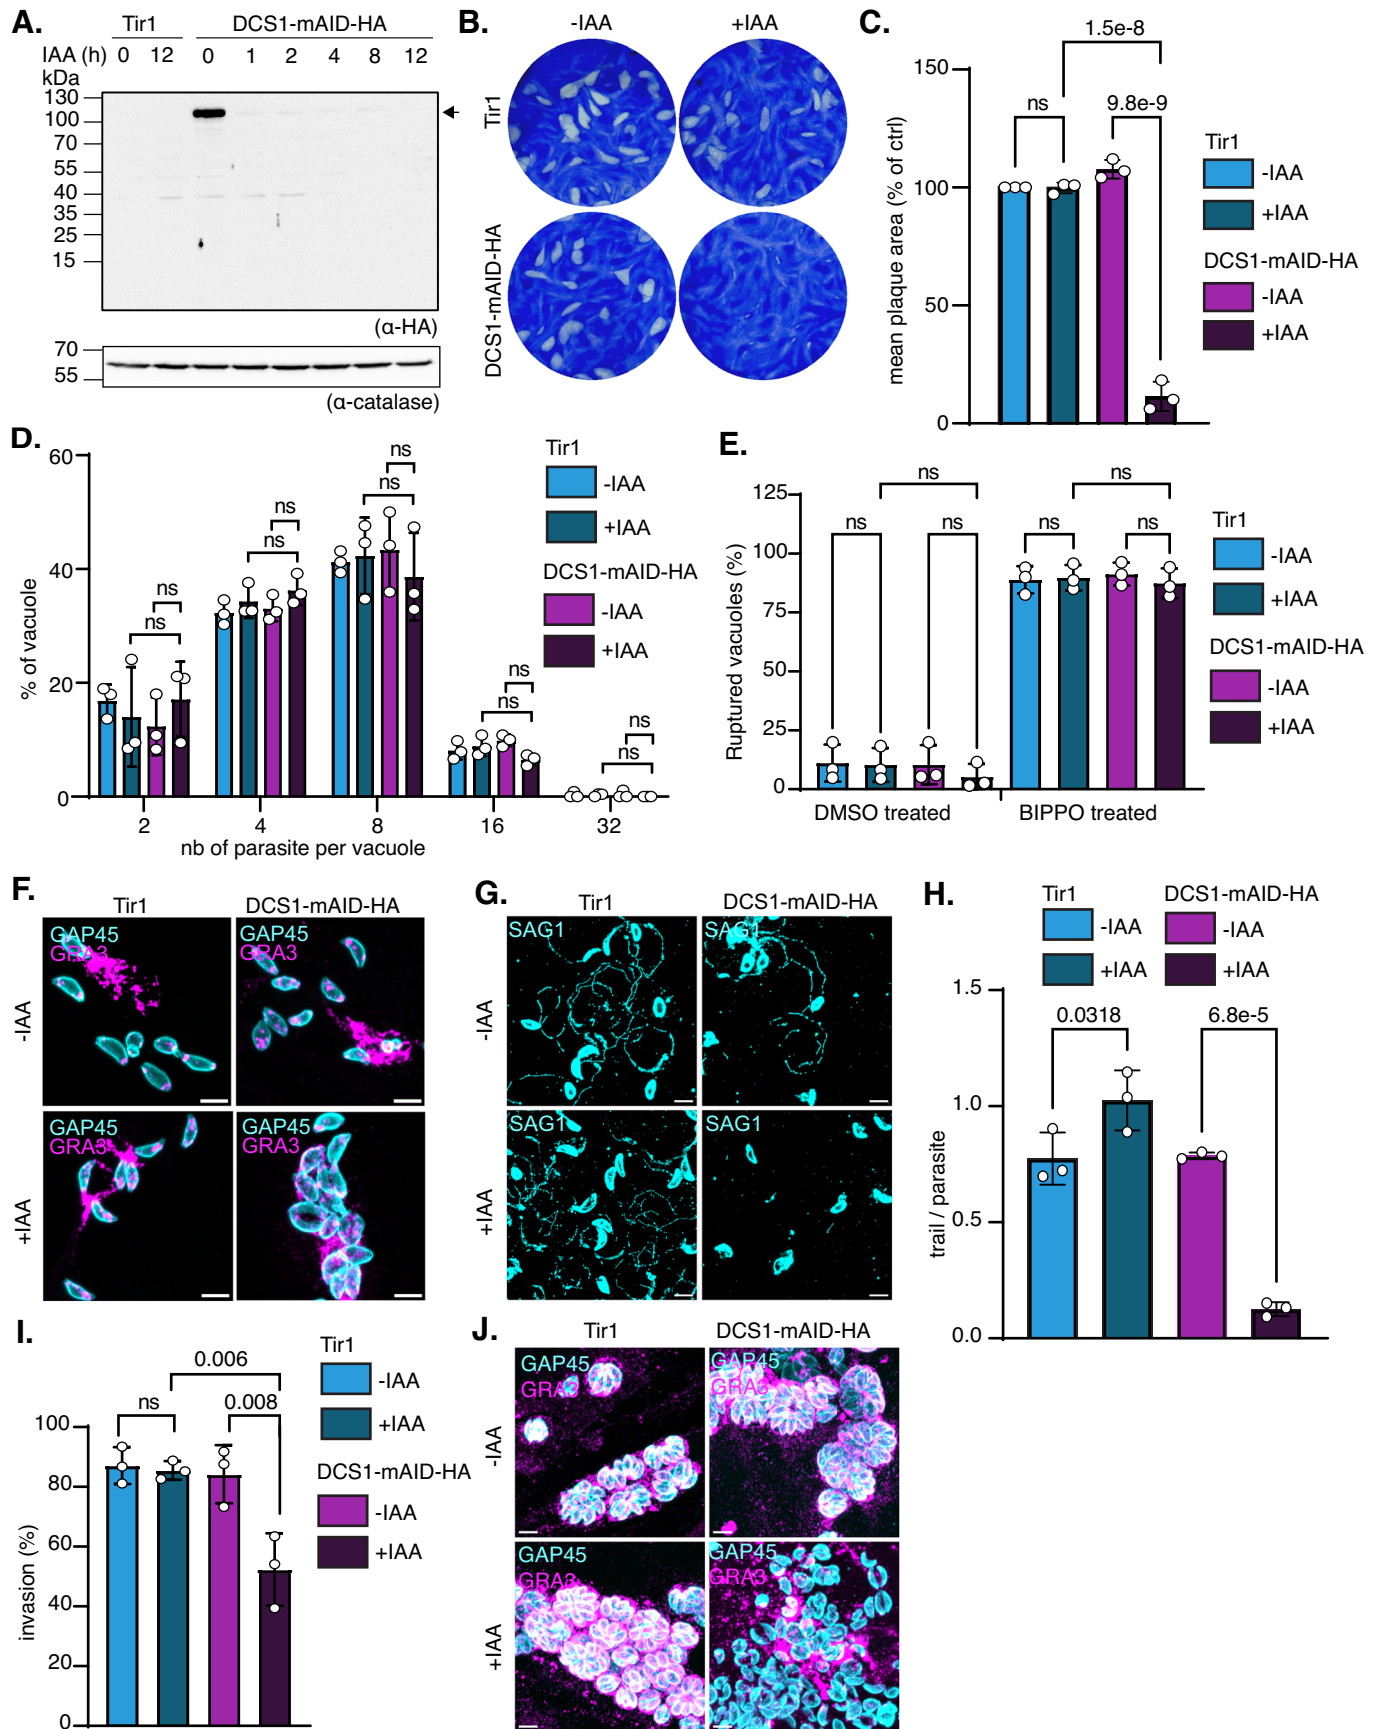 A.
Tir1 DCS1-mAID-HA
IAA (h) 0 12 0 1 2 4 8 12
kDa
130
100
70
55
40
35
25
15
(α-HA)
70
55
(α-catalase)
B.
-IAA +IAA
Tir1
DCS1-mAID-HA
C.
1.5e-8
ns 9.8e-9
mean plaque area (% of ctrl)
150
100
50
0
Tir1
-IAA
+IAA
DCS1-mAID-HA
-IAA
+IAA
D.
% of vacuole
60
40
20
0
ns
ns
ns
ns
ns
ns
ns
ns
ns
ns
2 4 8 16 32
nb of parasite per vacuole
Tir1
-IAA
+IAA
DCS1-mAID-HA
-IAA
+IAA
E.
Ruptured vacuoles (%)
125
100
75
50
25
0
ns ns
ns ns ns ns
DMSO treated BIPPO treated
Tir1
-IAA
+IAA
DCS1-mAID-HA
-IAA
+IAA
F.
Tir1 DCS1-mAID-HA
-IAA
GAP45 GAP45
GRA3 GRA3
+IAA
GAP45 GAP45
GRA3 GRA3
G.
Tir1 DCS1-mAID-HA
-IAA
SAG1 SAG1
+IAA
SAG1 SAG1
H.
Tir1 DCS1-mAID-HA
-IAA -IAA
+IAA +IAA
trail / parasite
1.5
1.0
0.5
0.0
0.0318 6.8e-5
I.
invasion (%)
100
80
60
40
20
0
0.006
ns 0.008
Tir1
-IAA
+IAA
DCS1-mAID-HA
-IAA
+IAA
J.
Tir1 DCS1-mAID-HA
-IAA
GAP45 GAP45
GRA3 GRA3
+IAA
GAP45 GAP45
GRA3 GRA3